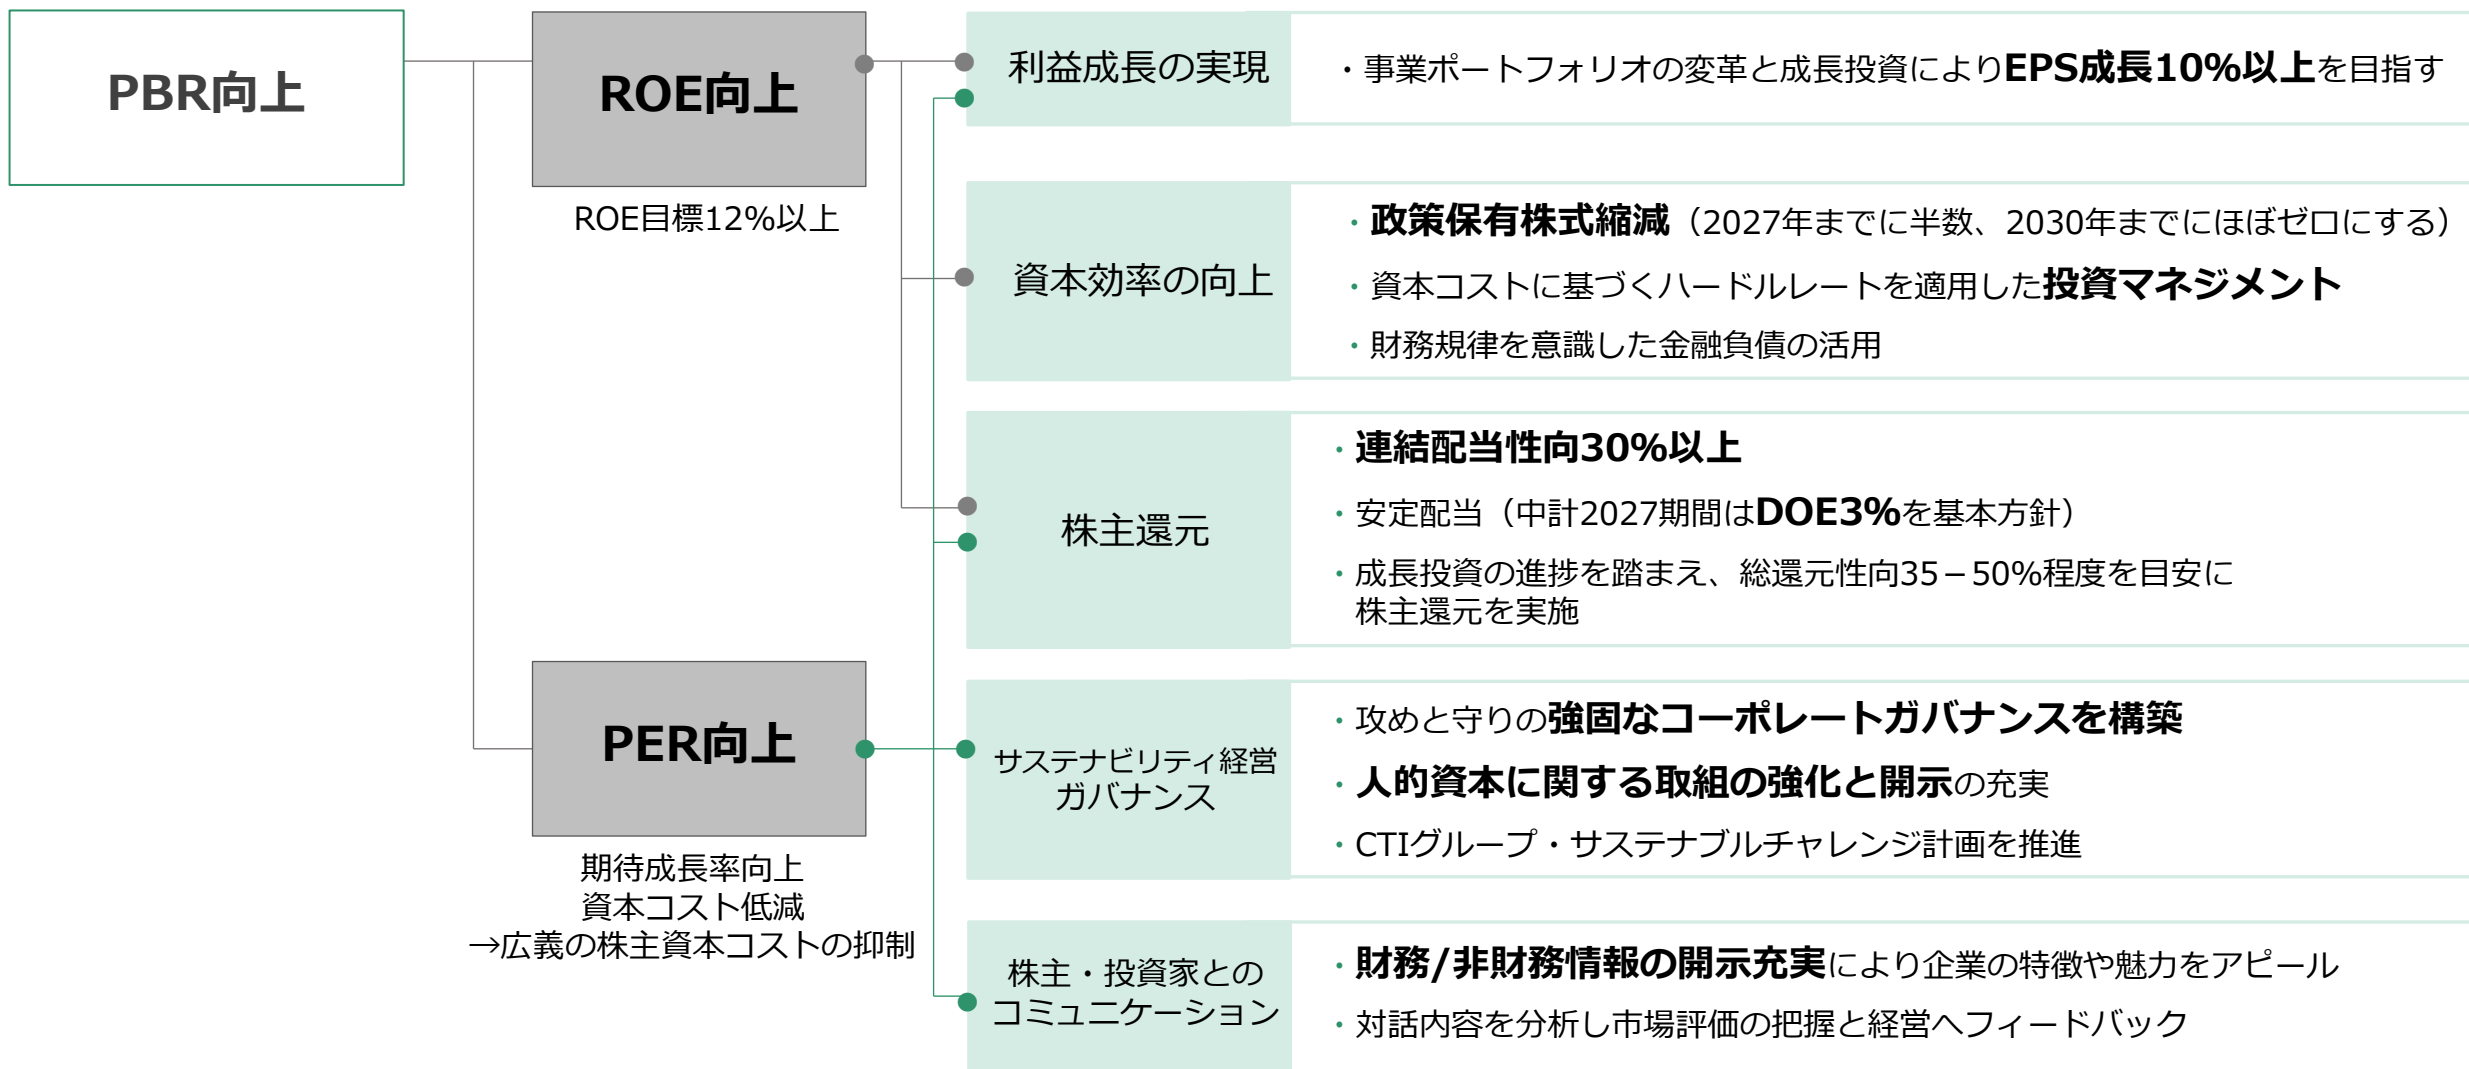 PBR向上
ROE向上
ROE目標12%以上
利益成長の実現
・事業ポートフォリオの変革と成長投資によりEPS成長10%以上を目指す
資本効率の向上
・政策保有株式縮減（2027年までに半数、2030年までにほぼゼロにする）
・資本コストに基づくハードルレートを適用した投資マネジメント
・財務規律を意識した金融負債の活用
株主還元
・連結配当性向30%以上
・安定配当（中計2027期間はDOE3%を基本方針）
・成長投資の進捗を踏まえ、総還元性向35－50%程度を目安に
株主還元を実施
PER向上
期待成長率向上
資本コスト低減
→広義の株主資本コストの抑制
サステナビリティ経営
ガバナンス
・攻めと守りの強固なコーポレートガバナンスを構築
・人的資本に関する取組の強化と開示の充実
・CTIグループ・サステナブルチャレンジ計画を推進
株主・投資家との
コミュニケーション
・財務/非財務情報の開示充実により企業の特徴や魅力をアピール
・対話内容を分析し市場評価の把握と経営へフィードバック